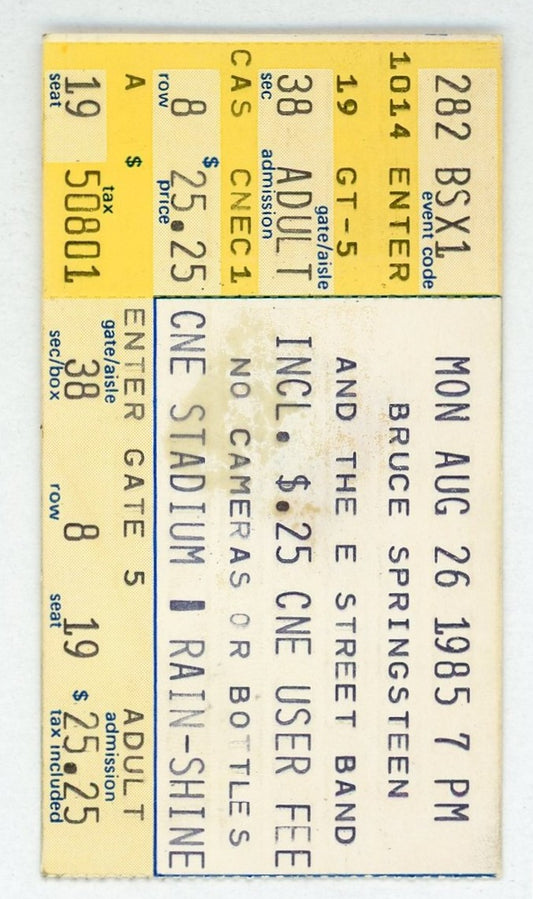 282 BSX1
event code
1014 ENTER
19 GT-5
gate/aisle
38 ADULT
sec admission
CAS CNEC1
8 $ 25.25
row price
A $
tax
19 50801
seat
MON AUG 26 1985 7 PM
BRUCE SPRINGSTEEN
AND THE E STREET BAND
INCL. $.25 CNE USER FEE
NO CAMERAS OR BOTTLES
CNE STADIUM ▮ RAIN-SHINE
ENTER GATE 5 ADULT
gate/aisle admission
38 8 19 $ 25.25
sec/box row seat tax included